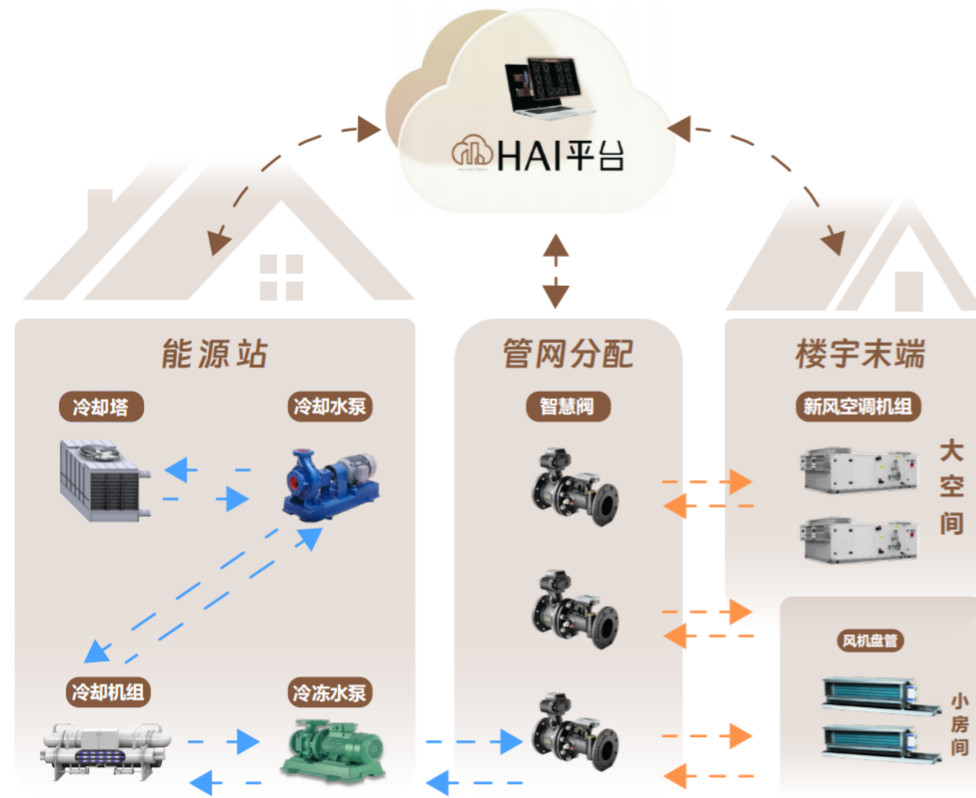 HAI平台
能源站
管网分配
楼宇末端
冷却塔
冷却水泵
智慧阀
新风空调机组
大空间
风机盘管
冷却机组
冷冻水泵
小房间